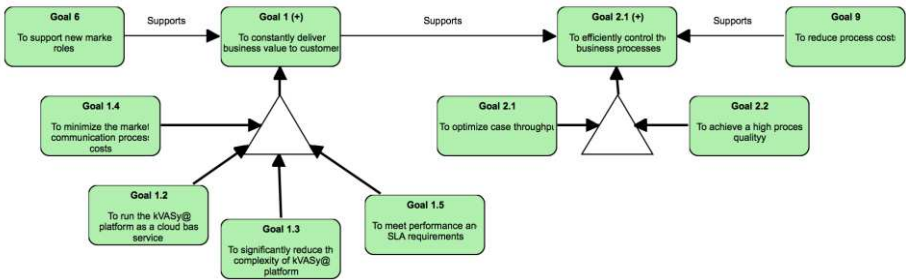 Goal 6
To support new marke
roles
Supports
Goal 1 (+)
To constantly deliver
business value to customer
Supports
Goal 2.1 (+)
To efficiently control the
business processes
Supports
Goal 9
To reduce process costs
Goal 1.4
To minimize the market
communication process
costs
Goal 2.1
To optimize case throughpu
Goal 2.2
To achieve a high proces
qualityy
Goal 1.2
To run the kVASy@
platform as a cloud bas
service
Goal 1.3
To significantly reduce th
complexity of kVASy@
platform
Goal 1.5
To meet performance an
SLA requirements